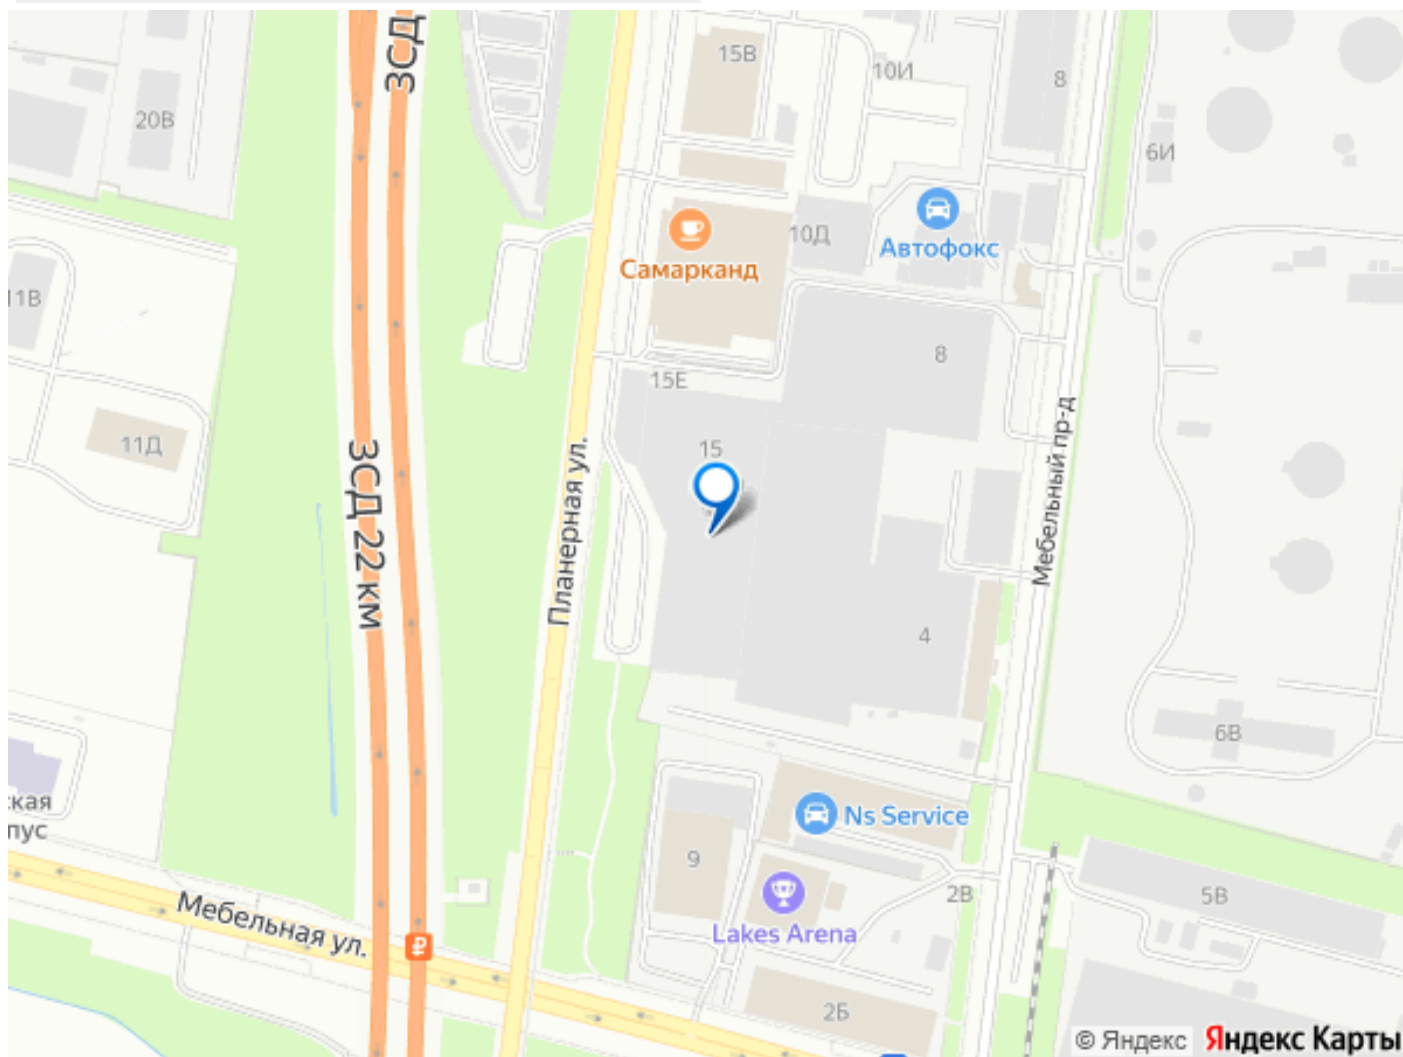 ЗСД
15В
10И
8
20В
6И
10Д
Автофокс
Самарканд
11В
8
15Е
11Д
15
ЗСД 22 км
Планерная ул.
Мебельный пр-д
4
6В
кая
пус
Ns Service
9
5В
2В
Мебельная ул.
Lakes Arena
2Б
© Яндекс Яндекс Карты